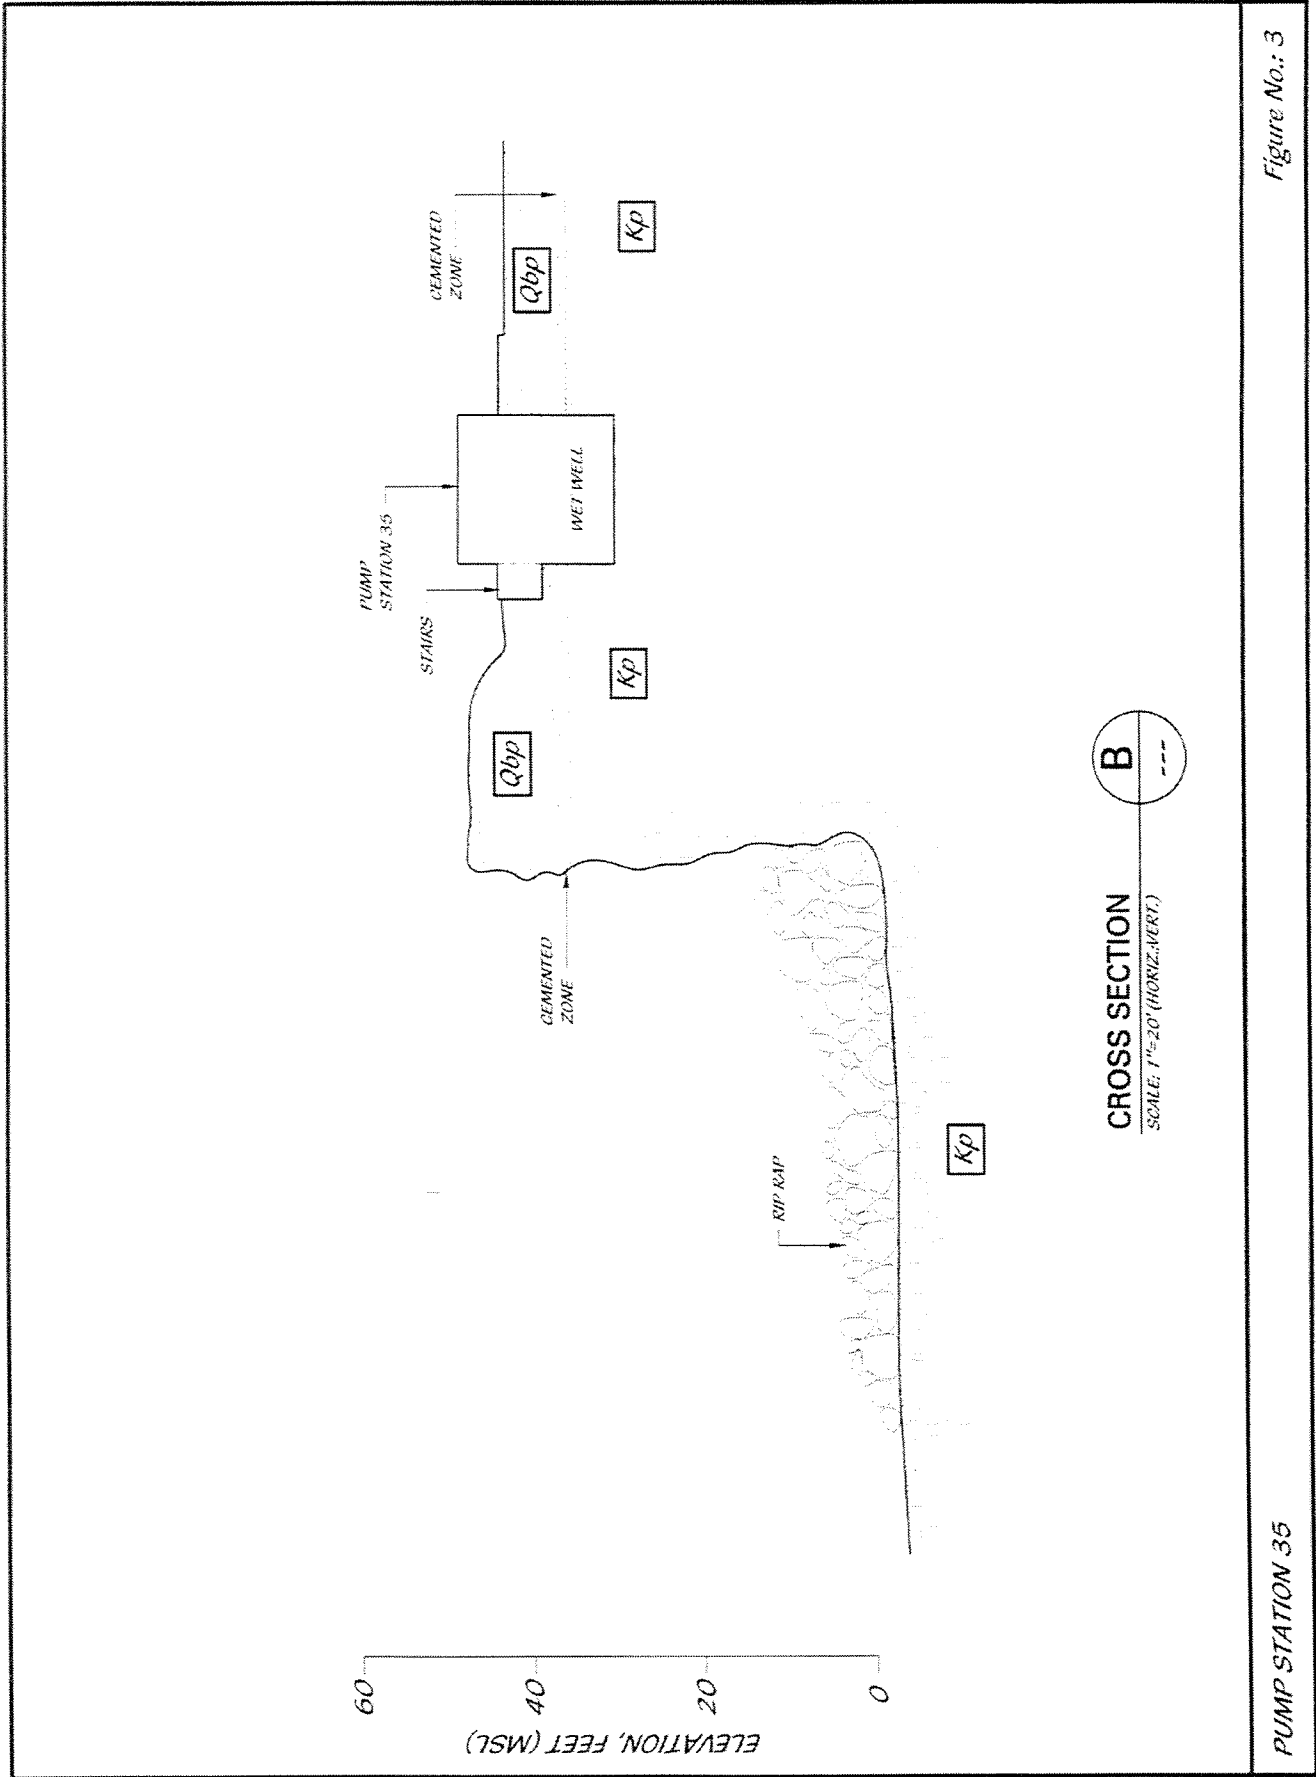 PUMP
STATION 35
STAIRS
CEMENTED
ZONE
Qbp
Qbp
WET WELL
Kp
Kp
CEMENTED
ZONE
RIP RAP
Kp
60
40
20
0
ELEVATION, FEET (MSL)
CROSS SECTION
SCALE: 1"=20' (HORIZ.:VERT.)
B
---
PUMP STATION 35
Figure No.: 3